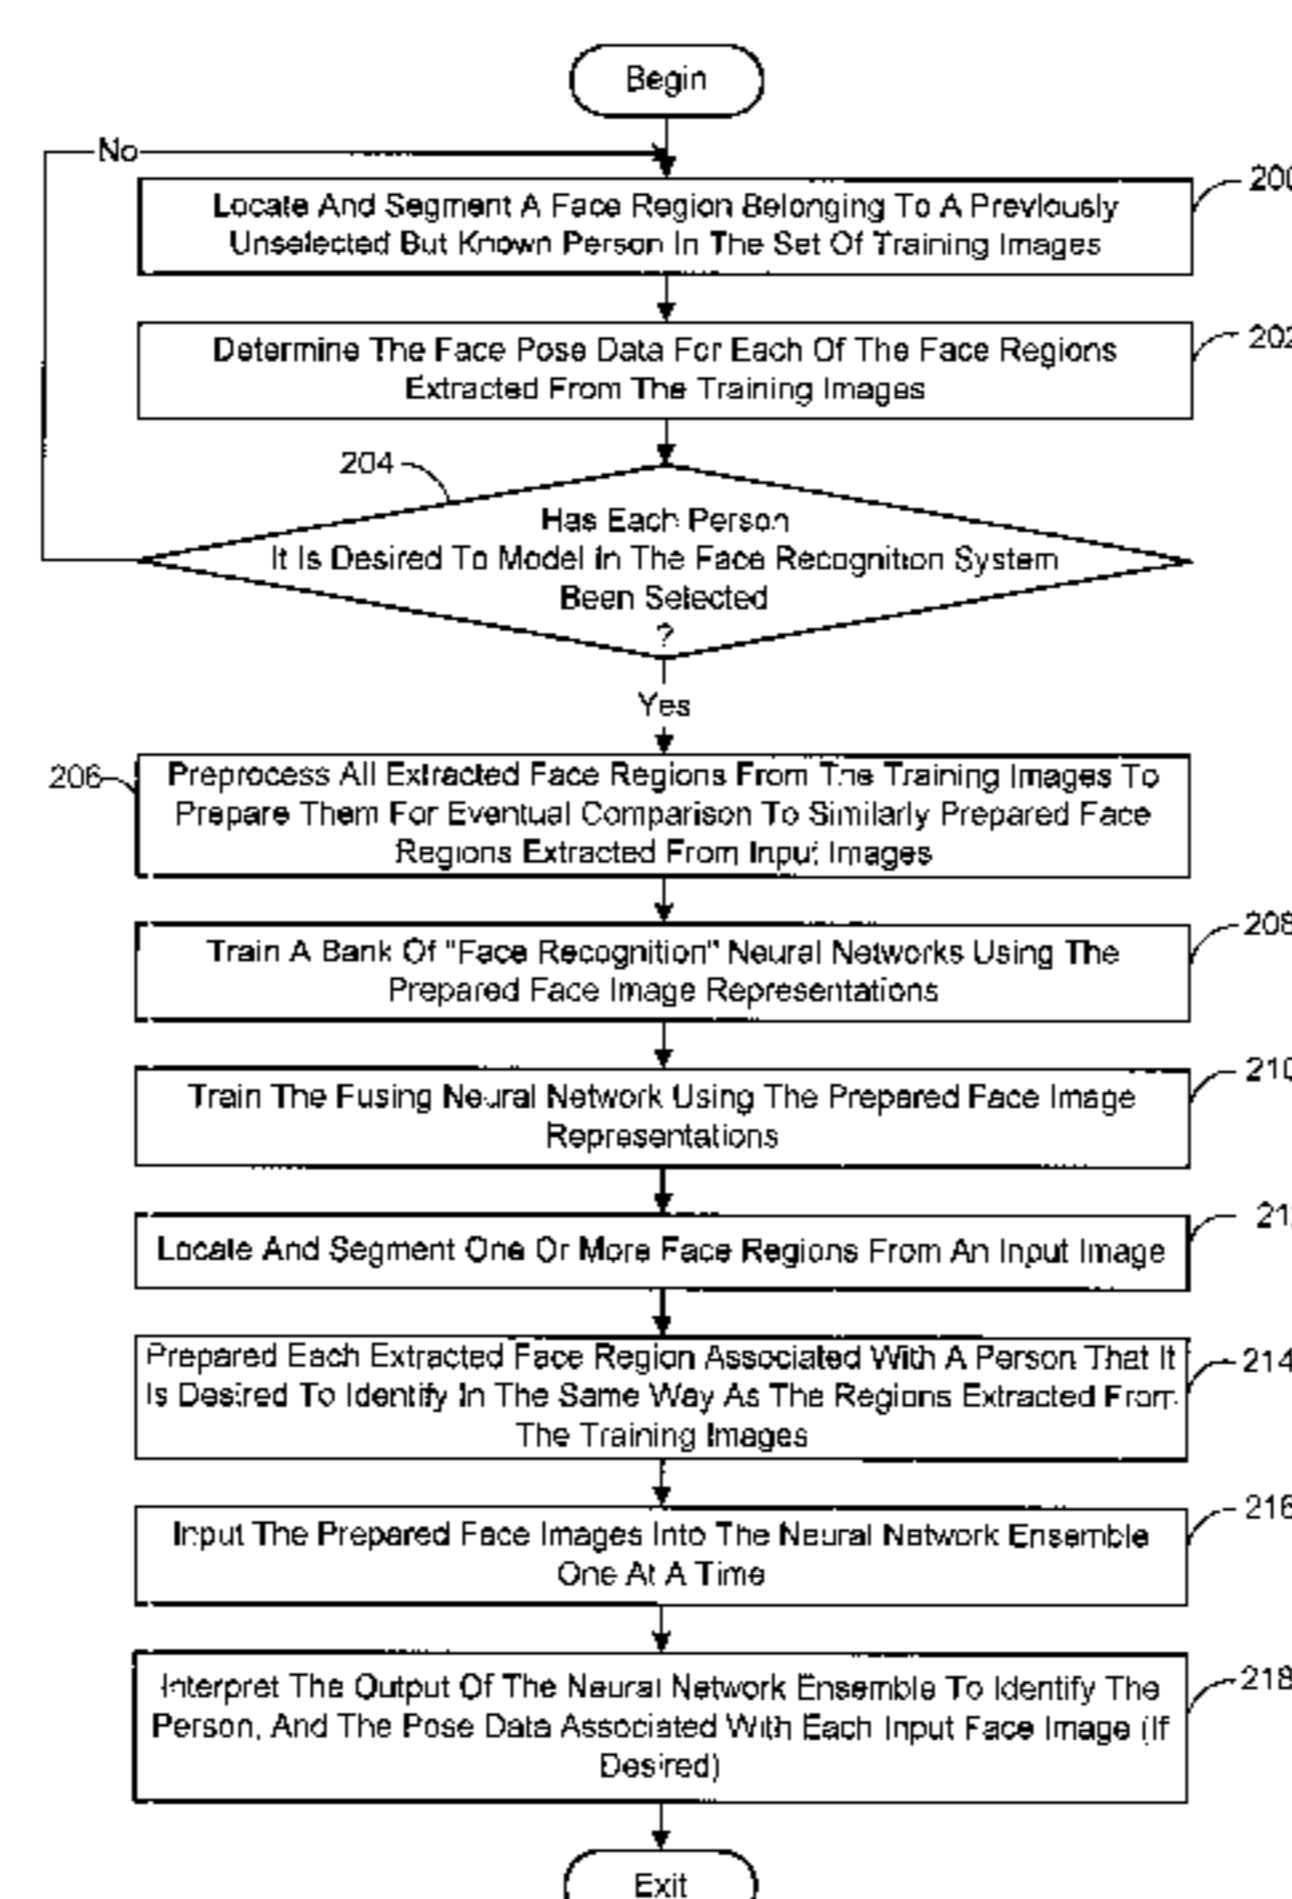 Begin
No
200
Locate And Segment A Face Region Belonging To A Previously
Unselected But Known Person In The Set Of Training Images
202
Determine The Face Pose Data For Each Of The Face Regions
Extracted From The Training Images
204
Has Each Person
It Is Desired To Model In The Face Recognition System
Been Selected
?
Yes
206
Preprocess All Extracted Face Regions From The Training Images To
Prepare Them For Eventual Comparison To Similarly Prepared Face
Regions Extracted From Input Images
208
Train A Bank Of "Face Recognition" Neural Networks Using The
Prepared Face Image Representations
210
Train The Fusing Neural Network Using The Prepared Face Image
Representations
Locate And Segment One Or More Face Regions From An Input Image
Prepared Each Extracted Face Region Associated With A Person That It
214
Is Desired To Identify In The Same Way As The Regions Extracted From
The Training Images
216
Input The Prepared Face Images Into The Neural Network Ensemble
One At A Time
218
Interpret The Output Of The Neural Network Ensemble To Identify The
Person, And The Pose Data Associated With Each Input Face Image (If
Desired)
Exit